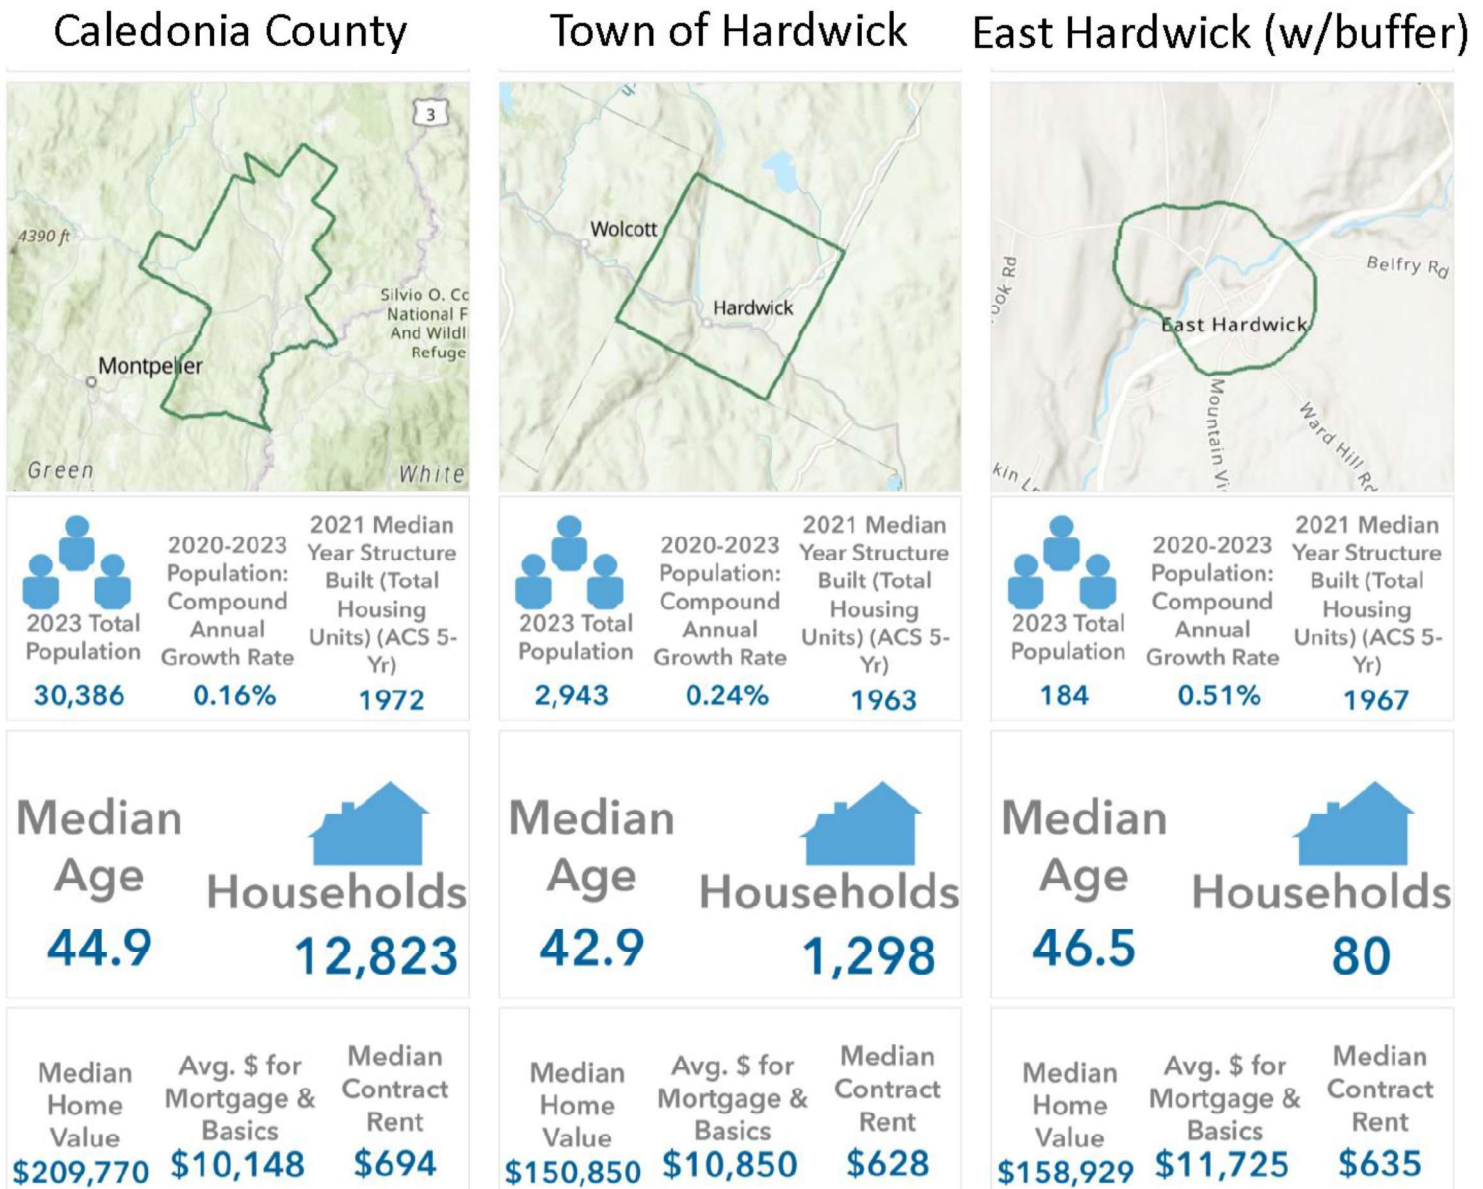 Caledonia County
Town of Hardwick
East Hardwick (w/buffer)
3
4390 ft
Silvio O. Co
National F
And Wildl
Refuge
Montpelier
Green
White
Wolcott
Hardwick
ook Rd
Belfry Rd
East Hardwick
Mountain Vi
Ward Hill Rd
kin Ln
2023 Total
Population
30,386
2020-2023
Population:
Compound
Annual
Growth Rate
0.16%
2021 Median
Year Structure
Built (Total
Housing
Units) (ACS 5-
Yr)
1972
2023 Total
Population
2,943
2020-2023
Population:
Compound
Annual
Growth Rate
0.24%
2021 Median
Year Structure
Built (Total
Housing
Units) (ACS 5-
Yr)
1963
2023 Total
Population
184
2020-2023
Population:
Compound
Annual
Growth Rate
0.51%
2021 Median
Year Structure
Built (Total
Housing
Units) (ACS 5-
Yr)
1967
Median
Age
44.9
Households
12,823
Median
Age
42.9
Households
1,298
Median
Age
46.5
Households
80
Median
Home
Value
$209,770
Avg. $ for
Mortgage &
Basics
$10,148
Median
Contract
Rent
$694
Median
Home
Value
$150,850
Avg. $ for
Mortgage &
Basics
$10,850
Median
Contract
Rent
$628
Median
Home
Value
$158,929
Avg. $ for
Mortgage &
Basics
$11,725
Median
Contract
Rent
$635